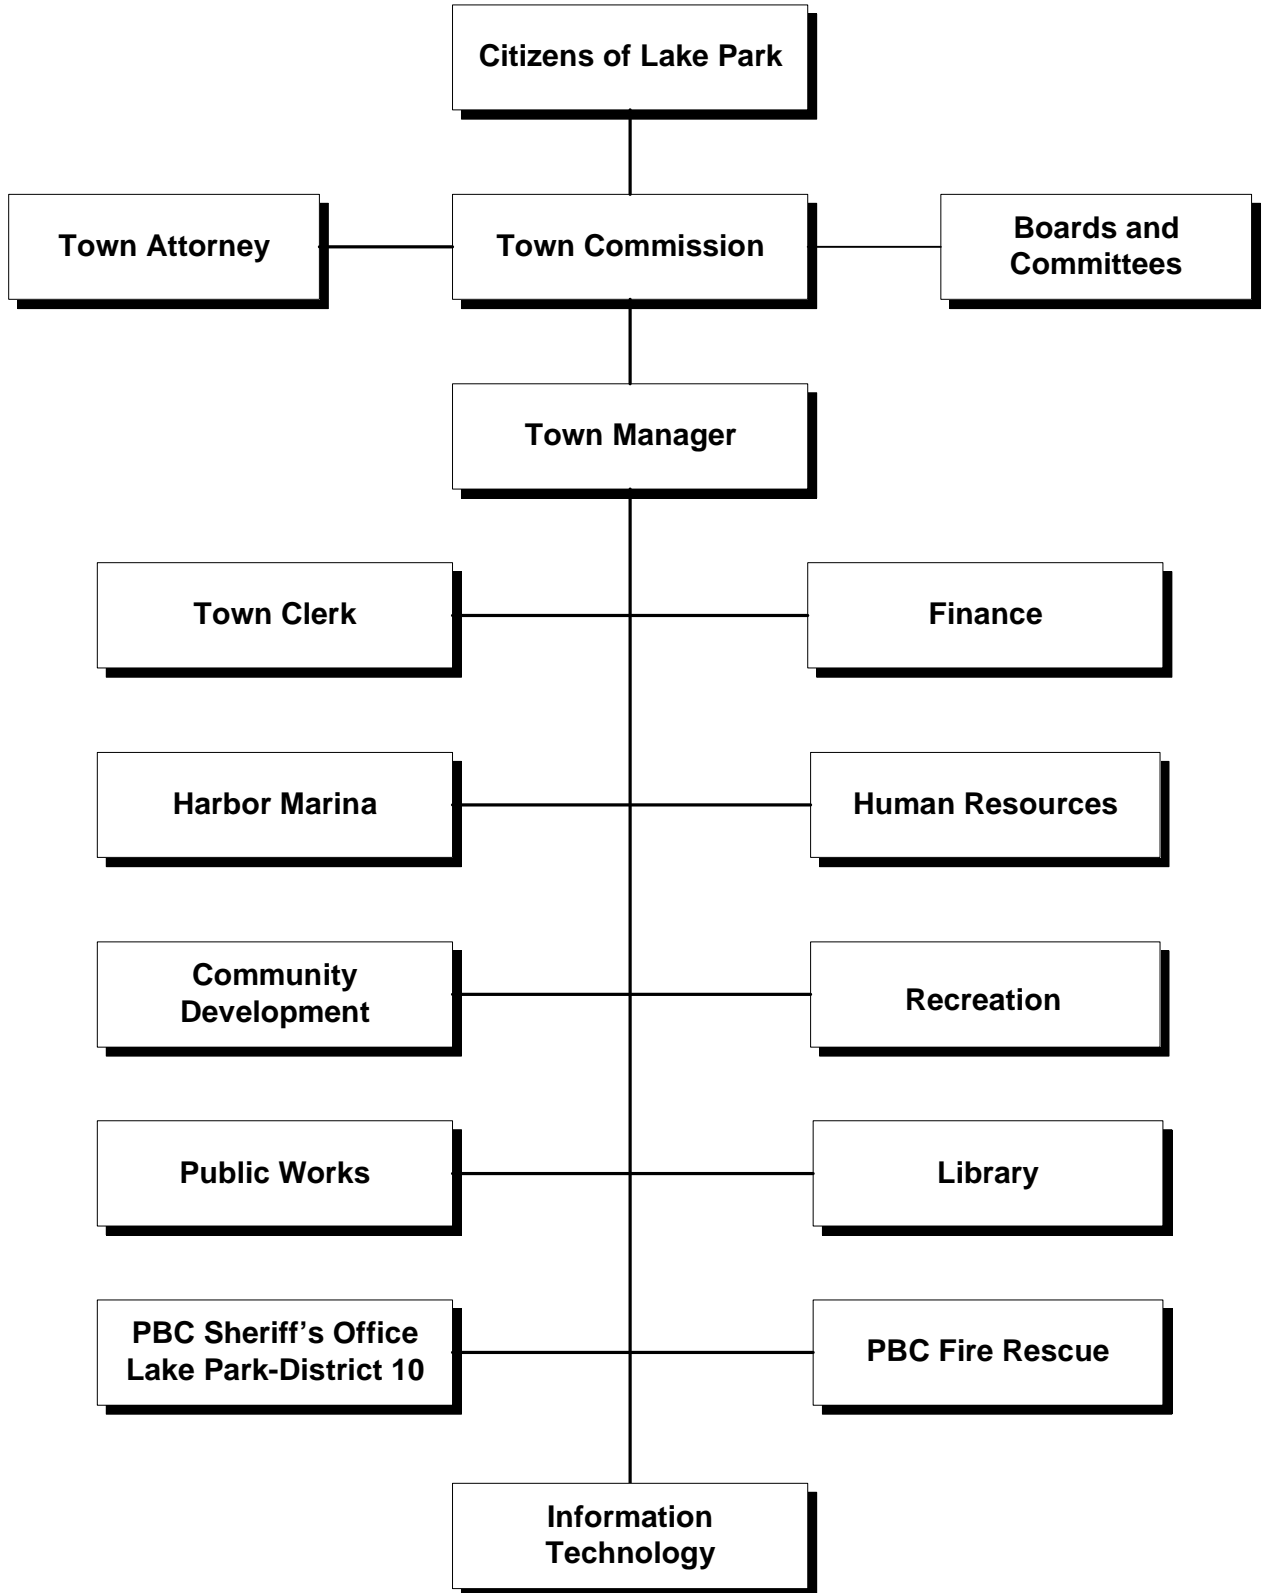 Citizens of Lake Park
Town Attorney
Town Commission
Boards and
Committees
Town Manager
Town Clerk
Finance
Harbor Marina
Human Resources
Community
Development
Recreation
Public Works
Library
PBC Sheriff’s Office
Lake Park-District 10
PBC Fire Rescue
Information
Technology